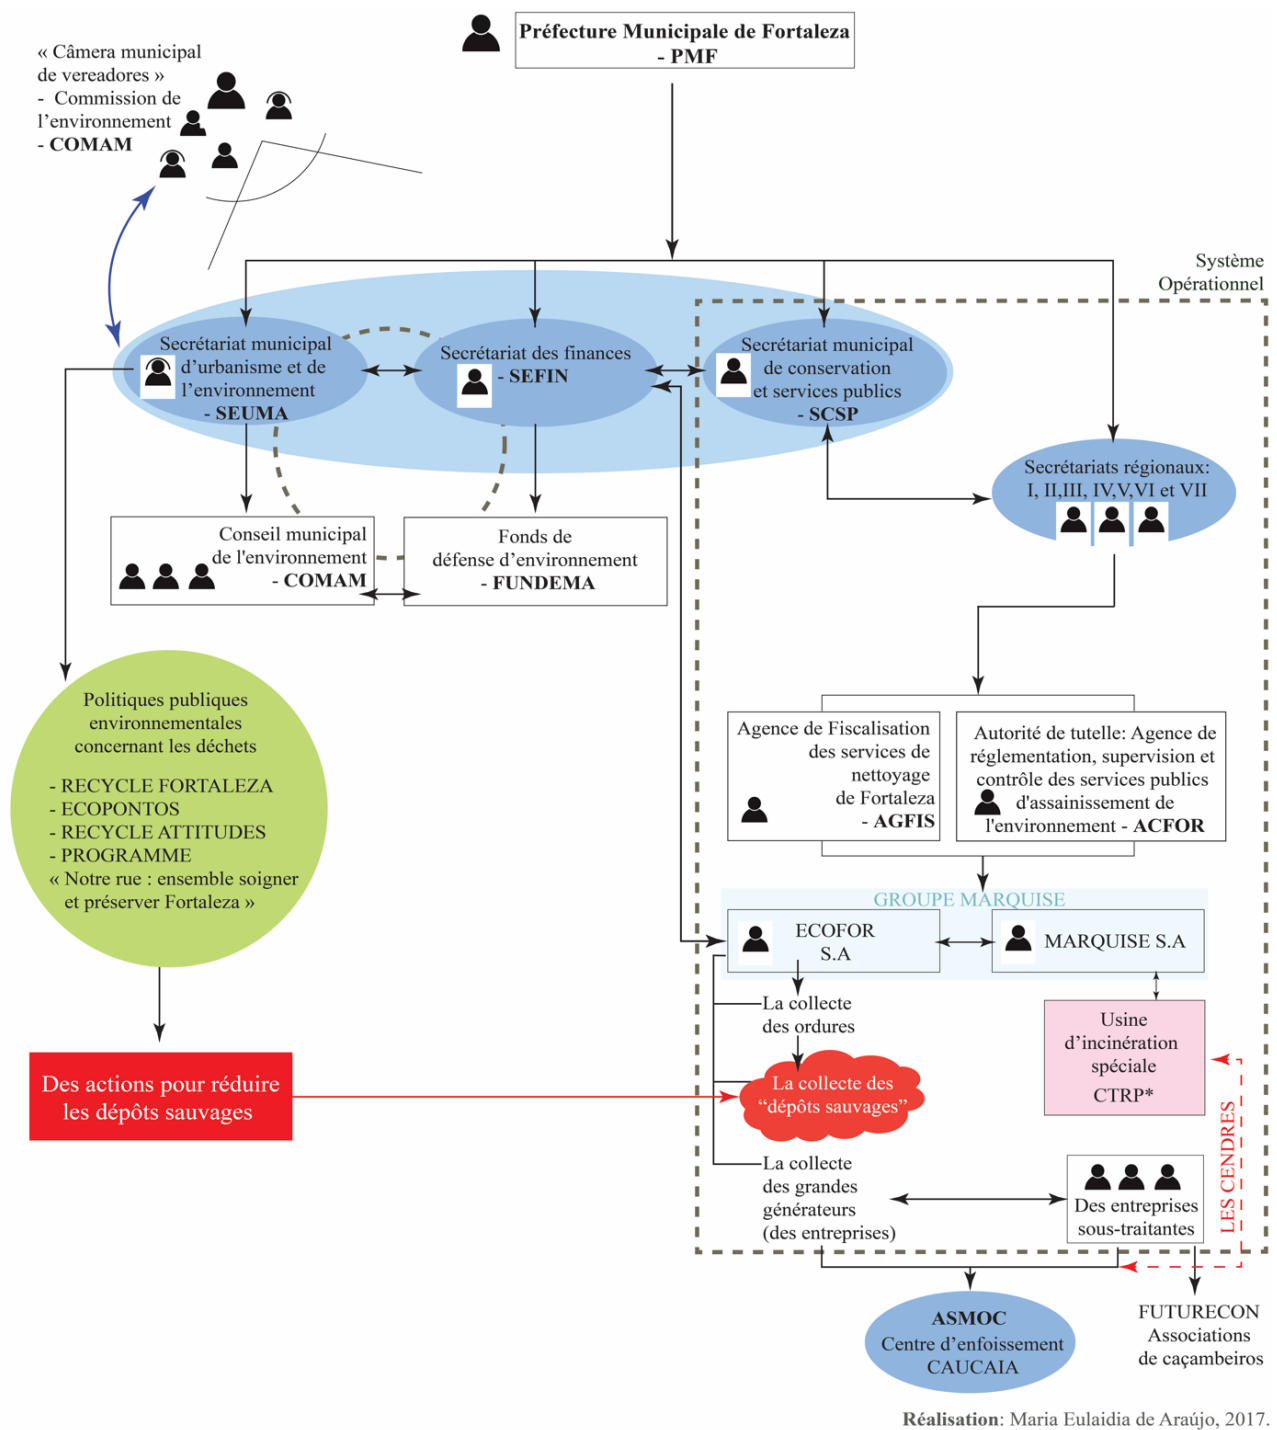 Préfecture Municipale de Fortaleza
- PMF
« Câmera municipal
de vereadores »
- Commission de
l’environnement
- COMAM
Système
Opérationnel
Secrétariat municipal
d’urbanisme et de
l’environnement
- SEUMA
Secrétariat des finances
- SEFIN
Secrétariat municipal
de conservation
et services publics
- SCSP
Secrétariats régionaux:
I, II,III, IV,V,VI et VII
Conseil municipal
de l'environnement
- COMAM
Fonds de
défense d’environnement
- FUNDEMA
Politiques publiques
environnementales
concernant les déchets
- RECYCLE FORTALEZA
- ECOPONTOS
- RECYCLE ATTITUDES
- PROGRAMME
« Notre rue : ensemble soigner
et préserver Fortaleza »
Agence de Fiscalisation
des services de
nettoyage
de Fortaleza
- AGFIS
Autorité de tutelle: Agence de
réglementation, supervision et
contrôle des services publics
d'assainissement de
l'environnement - ACFOR
GROUPE MARQUISE
ECOFOR
S.A
MARQUISE S.A
La collecte
des ordures
Usine
d’incinération
spéciale
CTRP*
Des actions pour réduire
les dépôts sauvages
La collecte des
“dépôts sauvages”
LES CENDRES
La collecte
des grandes
générateurs
(des entreprises)
Des entreprises
sous-traitantes
ASMOC
Centre d’enfoissement
CAUCAIA
FUTURECON
Associations
de caçambeiros
Réalisation: Maria Eulaidia de Araújo, 2017.